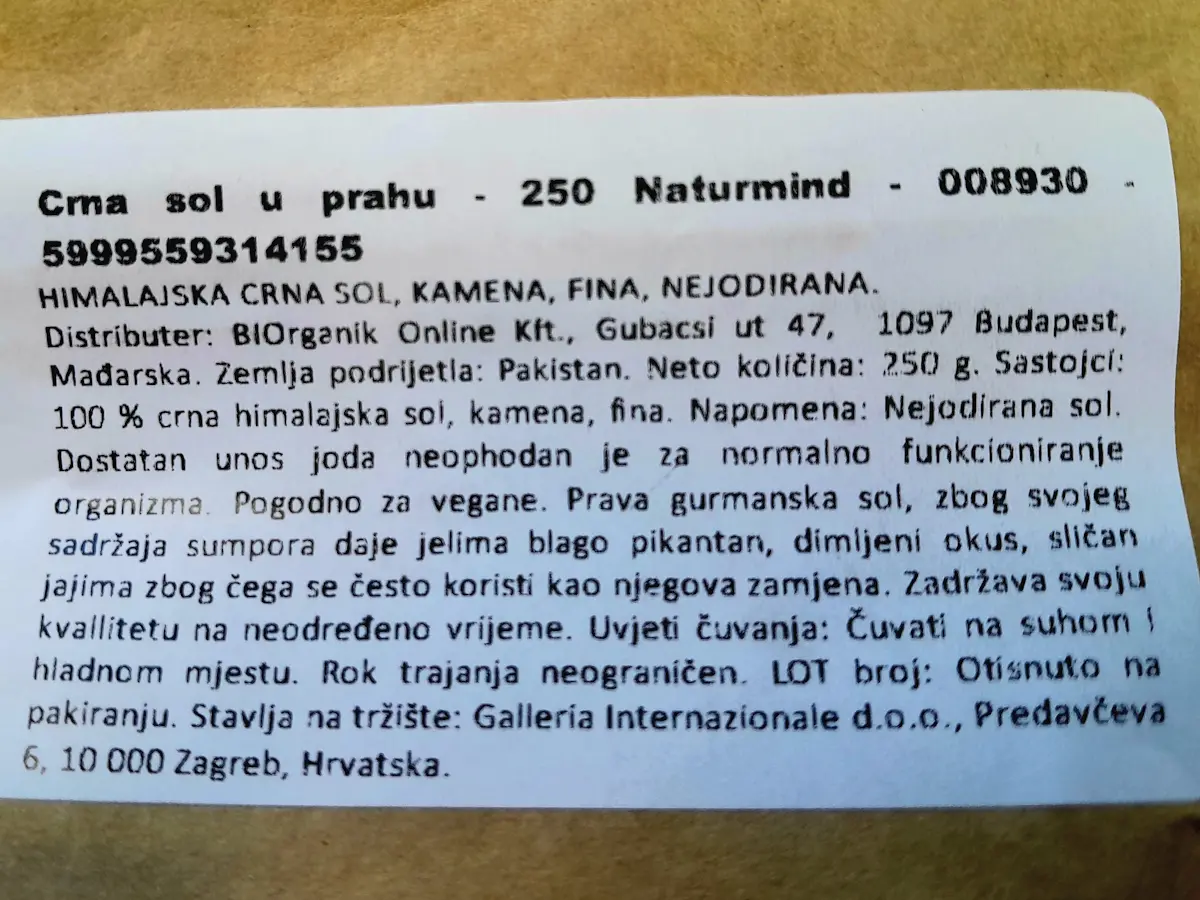 Crna sol u prahu - 250 Naturmind - 008930 -
5999559314155
HIMALAJSKA CRNA SOL, KAMENA, FINA, NEJODIRANA.
Distributer: BIOrganik Online Kft., Gubacsi ut 47, 1097 Budapest,
Mađarska. Zemlja podrijetla: Pakistan. Neto količina: 250 g. Sastojci:
100 % crna himalajska sol, kamena, fina. Napomena: Nejodirana sol.
Dostatan unos joda neophodan je za normalno funkcioniranje
organizma. Pogodno za vegane. Prava gurmanska sol, zbog svojeg
sadržaja sumpora daje jelima blago pikantan, dimljeni okus, sličan
jajima zbog čega se često koristi kao njegova zamjena. Zadržava svoju
kvallitetu na neodređeno vrijeme. Uvjeti čuvanja: Čuvati na suhom i
hladnom mjestu. Rok trajanja neograničen. LOT broj: Otisnuto na
pakiranju. Stavlja na tržište: Galleria Internazionale d.o.o., Predavčeva
6, 10 000 Zagreb, Hrvatska.